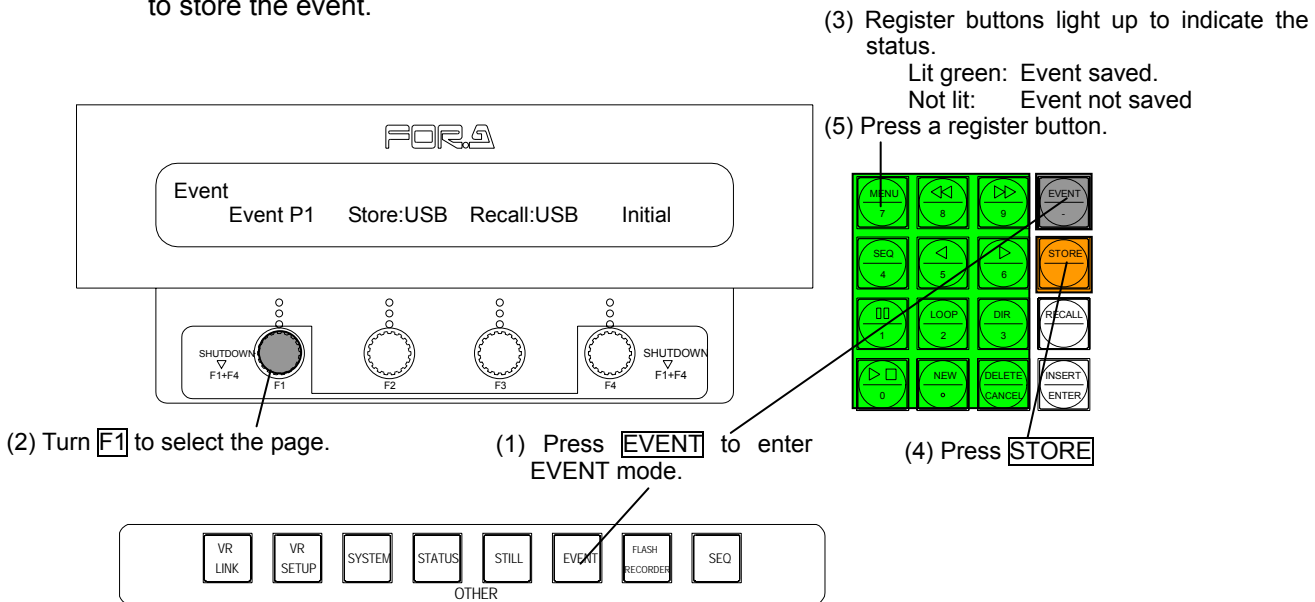 to store the event.
(3) Register buttons light up to indicate the
status.
Lit green: Event saved.
Not lit: Event not saved
(5) Press a register button.
FOR.A
Event
Event P1 Store:USB Recall:USB Initial
SHUTDOWN
F1+F4
F1
F2
F3
F4
SHUTDOWN
F1+F4
MENU
7
8
9
EVENT
-
SEQ
4
5
6
STORE
1
LOOP
2
DIR
3
RECALL
0
NEW
DELETE
CANCEL
INSERT
ENTER
(2) Turn F1 to select the page.
(1) Press EVENT to enter
EVENT mode.
(4) Press STORE
VR
LINK
VR
SETUP
SYSTEM
STATUS
STILL
EVENT
FLASH
RECORDER
SEQ
OTHER